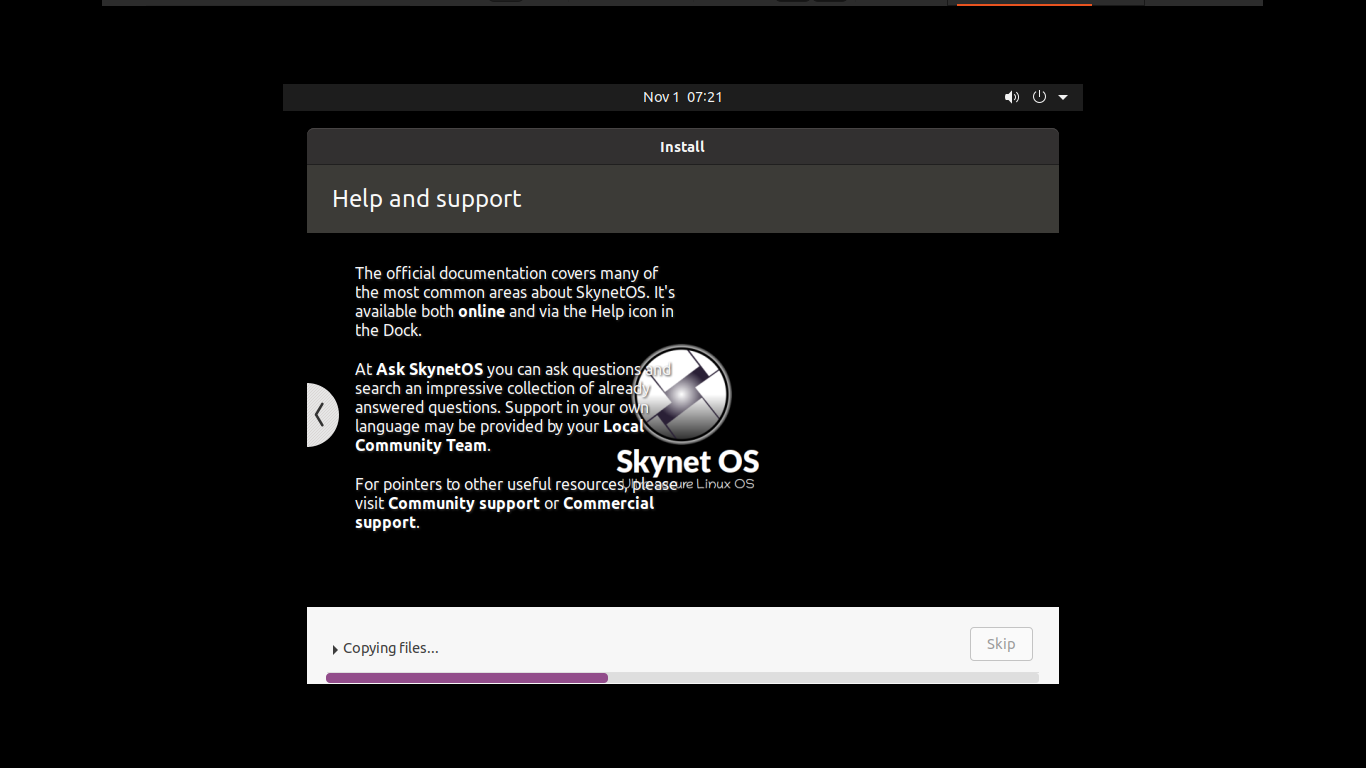 Nov 1 07:21
Install
Help and support
The official documentation covers many of
the most common areas about SkynetOS. It's
available both online and via the Help icon in
the Dock.
At Ask SkynetOS you can ask questions and
search an impressive collection of already
answered questions. Support in your own
language may be provided by your Local
Community Team.
Skynet OS
Linux OS
For pointers to other useful resources, please
visit Community support or Commercial
support.
Copying files...
Skip